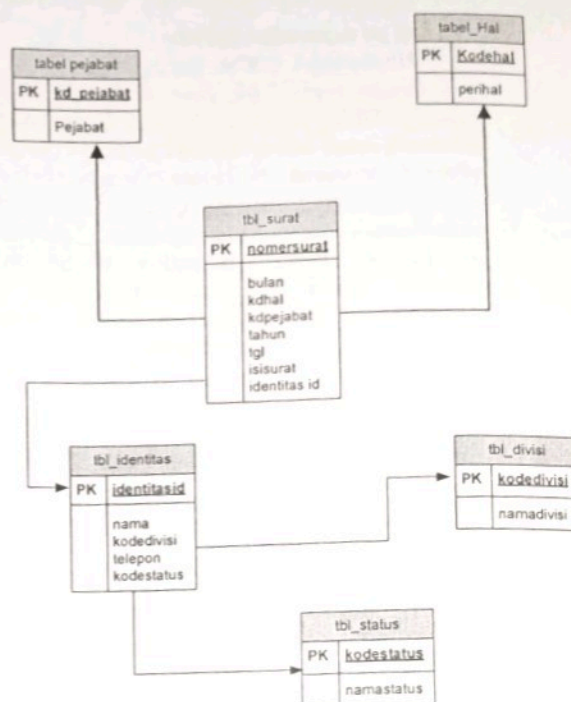 tabel_Hal
PK Kodehal
perihal
tabel pejabat
PK kd_pejabat
Pejabat
tbl_surat
PK nomersurat
bulan
kdhal
kdpejabat
tahun
tgl
isisurat
identitas id
tbl_identitas
PK identitasid
nama
kodedivisi
telepon
kodestatus
tbl_divisi
PK kodedivisi
namadivisi
tbl_status
PK kodestatus
namastatus